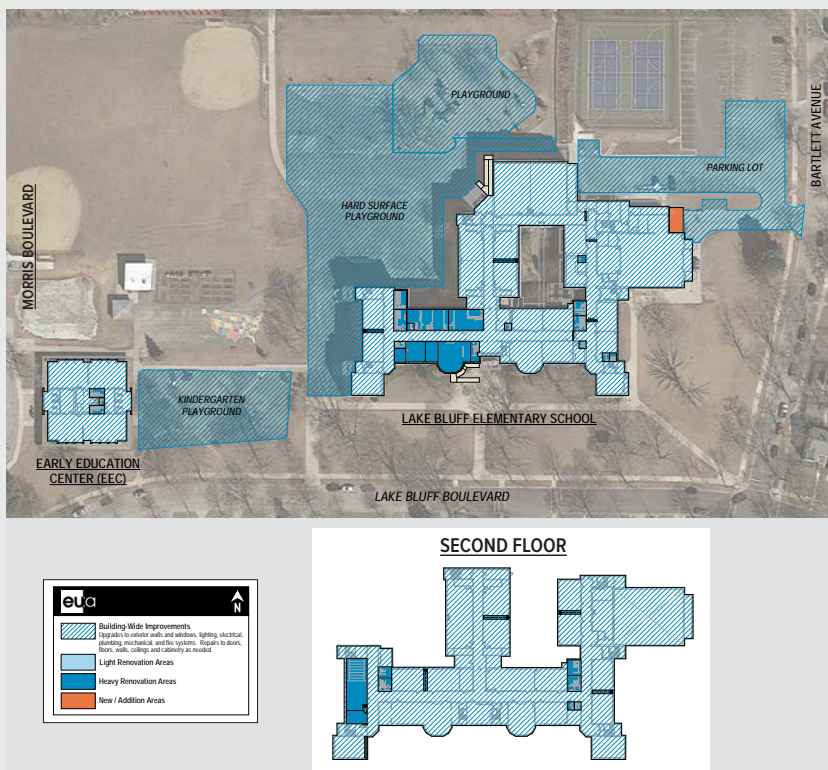 PLAYGROUND
BARTLETT AVENUE
PARKING LOT
HARD SURFACE
PLAYGROUND
MORRIS BOULEVARD
KINDERGARTEN
PLAYGROUND
LAKE BLUFF ELEMENTARY SCHOOL
EARLY EDUCATION
CENTER (EEC)
LAKE BLUFF BOULEVARD
SECOND FLOOR
eua
N
Building-Wide Improvements
Upgrades to exterior walls and windows, lighting, electrical,
plumbing, mechanical, and fire systems. Repairs to doors,
floors, walls, ceilings and cabinetry as needed.
Light Renovation Areas
Heavy Renovation Areas
New / Addition Areas